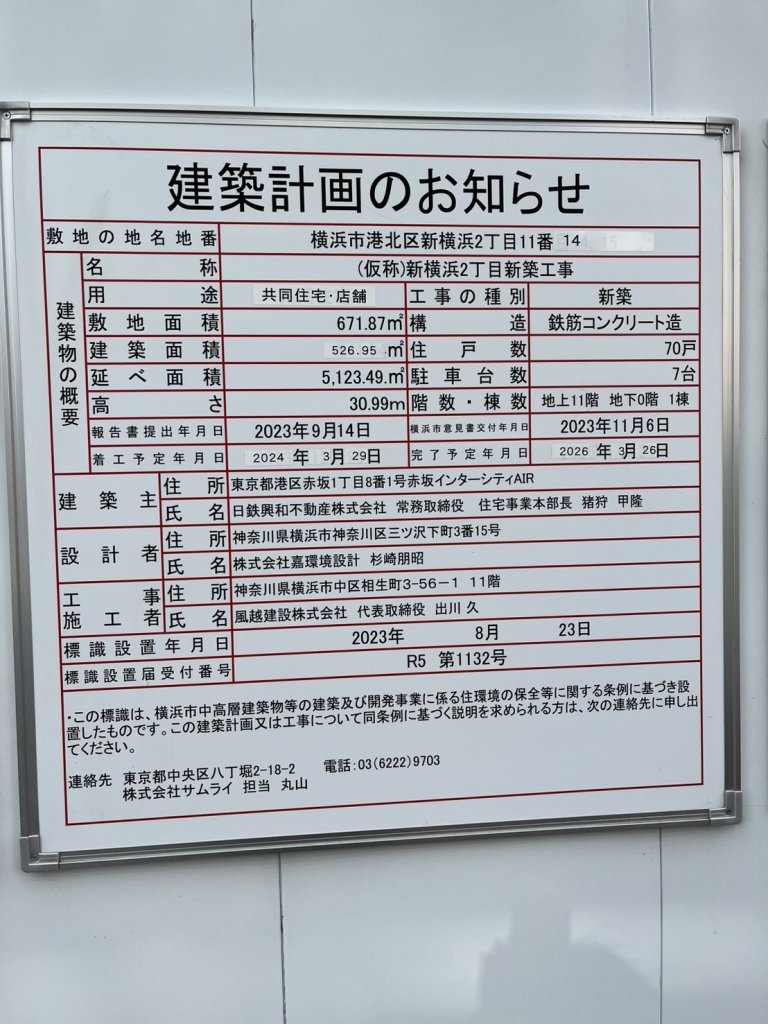 建築計画のお知らせ
敷地の地名地番 横浜市港北区新横浜2丁目11番14
建築物の概要
名称 (仮称)新横浜2丁目新築工事
用途 共同住宅・店舗 工事の種別 新築
敷地面積 671.87㎡ 構造 鉄筋コンクリート造
建築面積 526.95㎡ 住戸数 70戸
延べ面積 5,123.49㎡ 駐車台数 7台
高さ 30.99m 階数・棟数 地上11階 地下0階 1棟
報告書提出年月日 2023年9月14日 横浜市意見書交付年月日 2023年11月6日
着工予定年月日 2024年3月29日 完了予定年月日 2026年3月26日
建築主 住所 東京都港区赤坂1丁目8番1号赤坂インターシティAIR
氏名 日鉄興和不動産株式会社 常務取締役 住宅事業本部長 猪狩 甲隆
設計者 住所 神奈川県横浜市神奈川区三ツ沢下町3番15号
氏名 株式会社嘉環境設計 杉崎朋昭
工事施工者 住所 神奈川県横浜市中区相生町3-56-1 11階
氏名 風越建設株式会社 代表取締役 出川 久
標識設置年月日 2023年 8月 23日
標識設置届受付番号 R5 第1132号
・この標識は、横浜市中高層建築物等の建築及び開発事業に係る住環境の保全等に関する条例に基づき設
置したものです。この建築計画又は工事について同条例に基づく説明を求められる方は、次の連絡先に申し出
てください。
連絡先 東京都中央区八丁堀2-18-2 電話:03(6222)9703
株式会社サムライ 担当 丸山